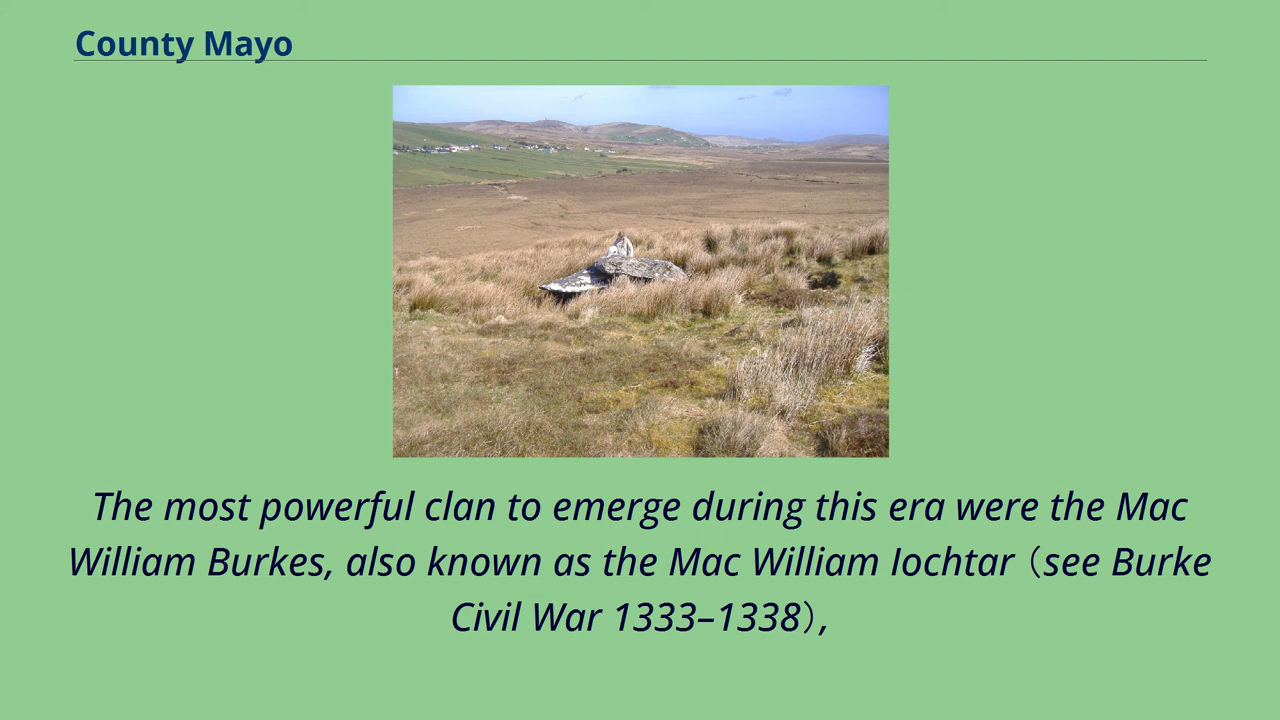 County Mayo
The most powerful clan to emerge during this era were the Mac
William Burkes, also known as the Mac William Iochtar（see Burke
Civil War 1333–1338）,